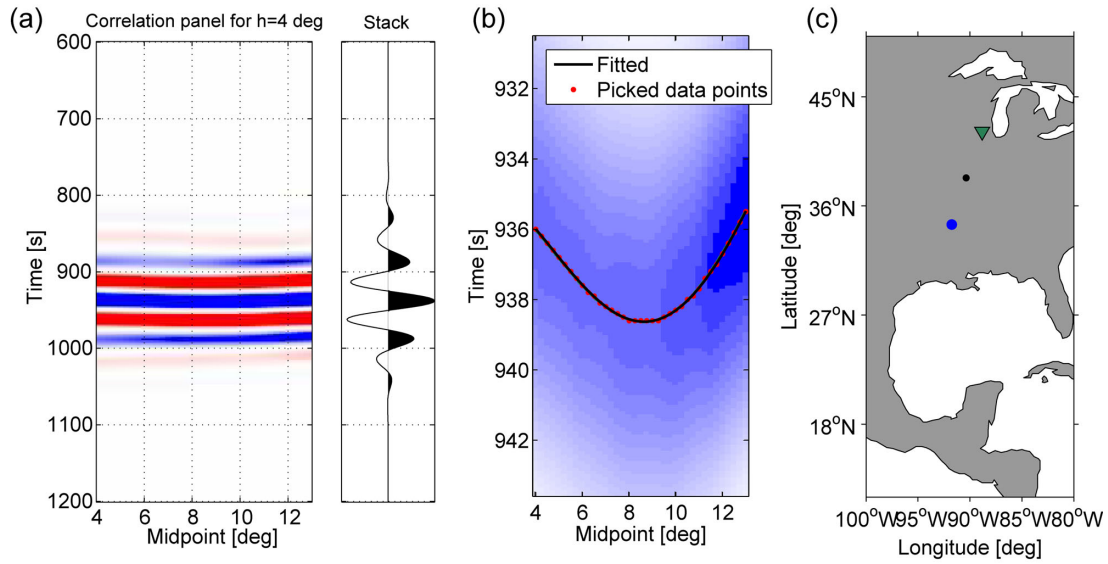 (a)
Correlation panel for h=4 deg
Stack
600
700
800
900
1000
1100
1200
Time [s]
4
6
8
10
12
Midpoint [deg]
(b)
Fitted
Picked data points
932
934
936
938
940
942
Time [s]
4
6
8
10
12
Midpoint [deg]
(c)
45°N
36°N
27°N
18°N
Latitude [deg]
100°W
95°W
90°W
85°W
80°W
Longitude [deg]